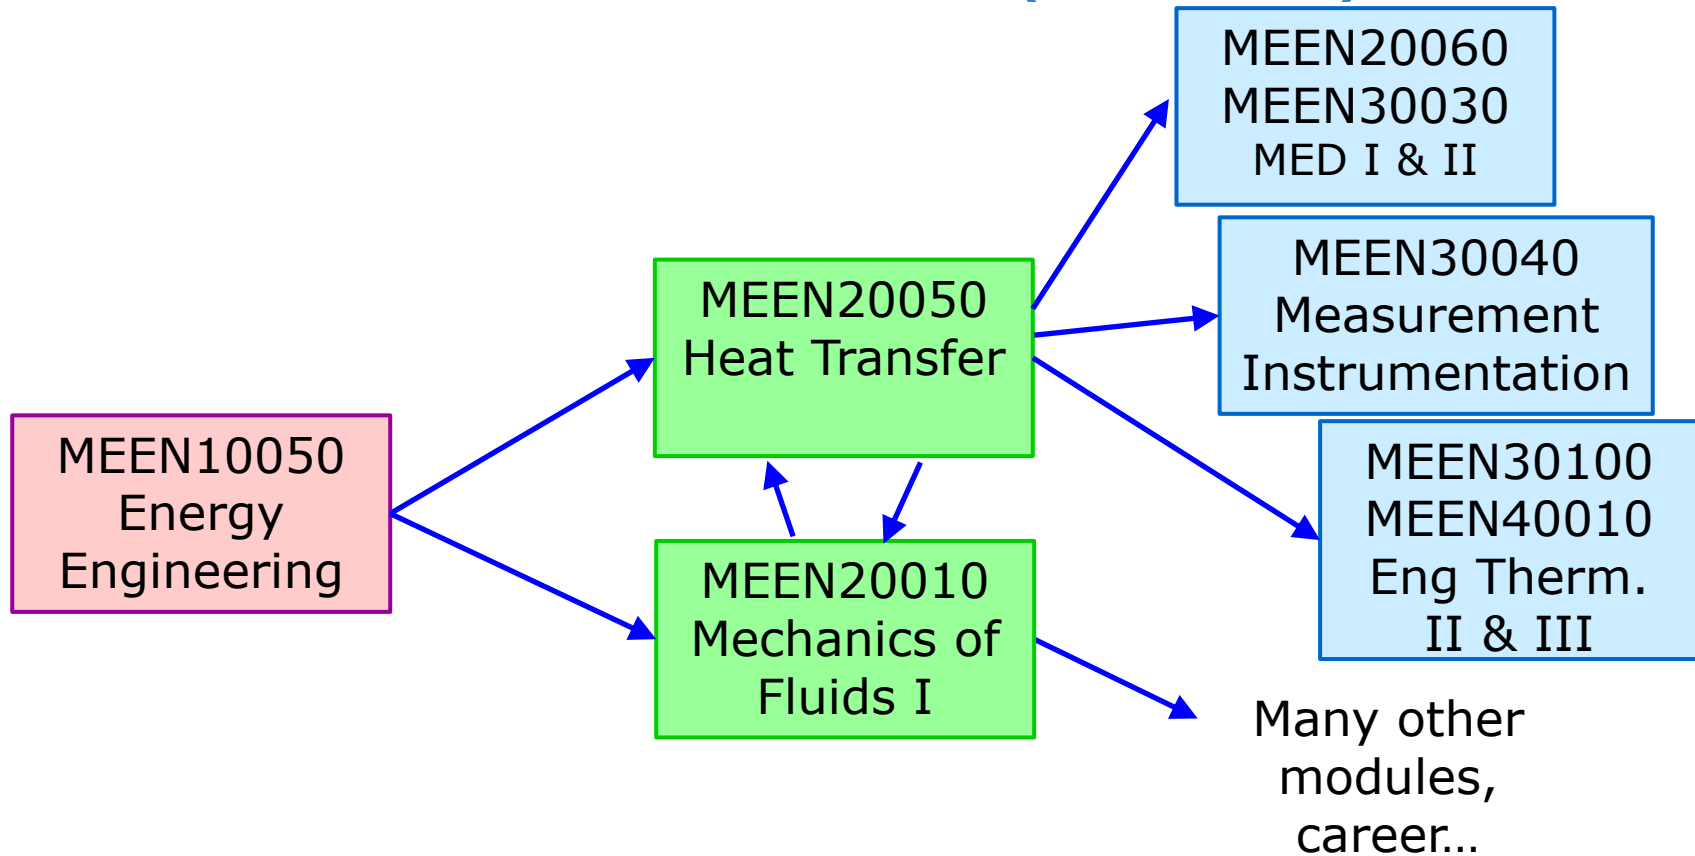 MEEN20060
MEEN30030
MED I & II
MEEN30040
Measurement
Instrumentation
MEEN20050
Heat Transfer
MEEN10050
Energy
Engineering
MEEN30100
MEEN40010
Eng Therm.
II & III
MEEN20010
Mechanics of
Fluids I
Many other
modules,
career...